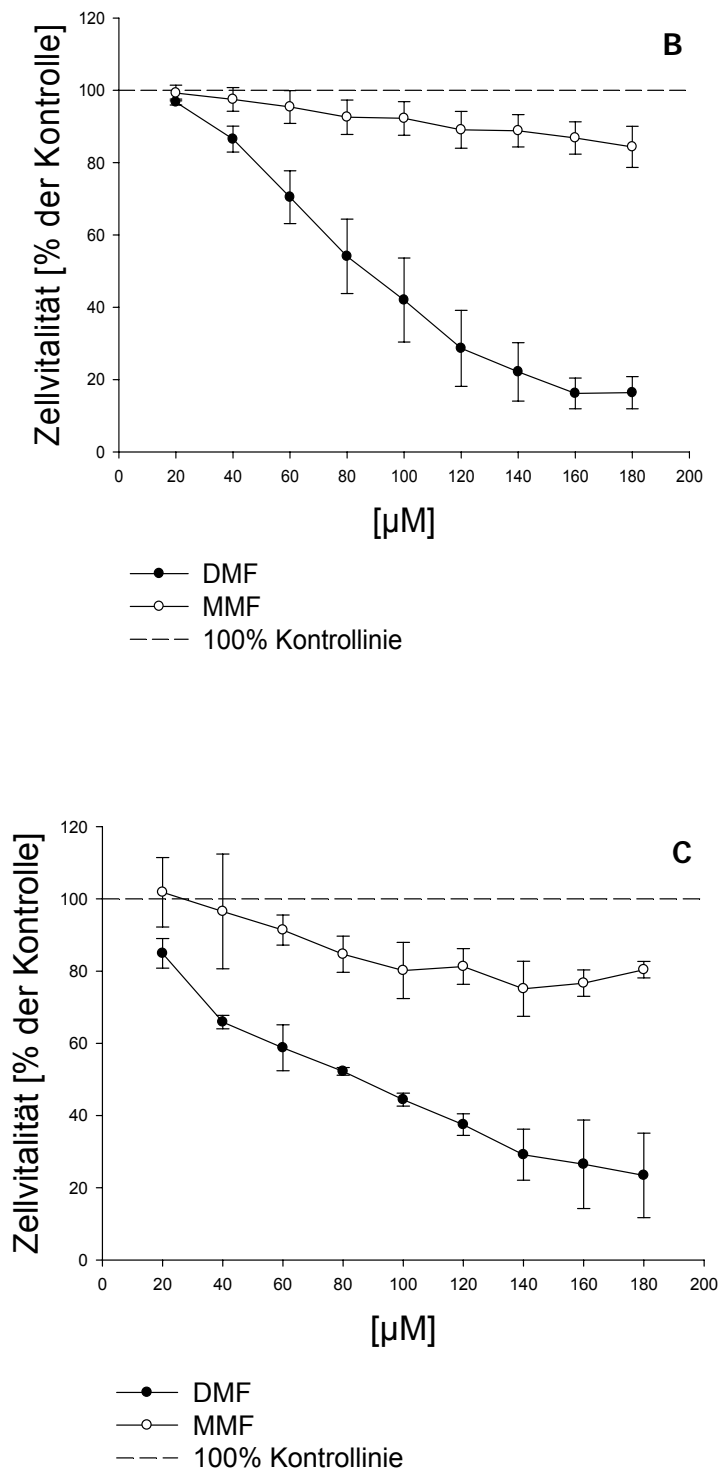 B
Zellvitalität [% der Kontrolle]
120
100
80
60
40
20
0
0 20 40 60 80 100 120 140 160 180 200
[µM]
DMF
MMF
100% Kontrollinie
C
Zellvitalität [% der Kontrolle]
120
100
80
60
40
20
0
0 20 40 60 80 100 120 140 160 180 200
[µM]
DMF
MMF
100% Kontrollinie